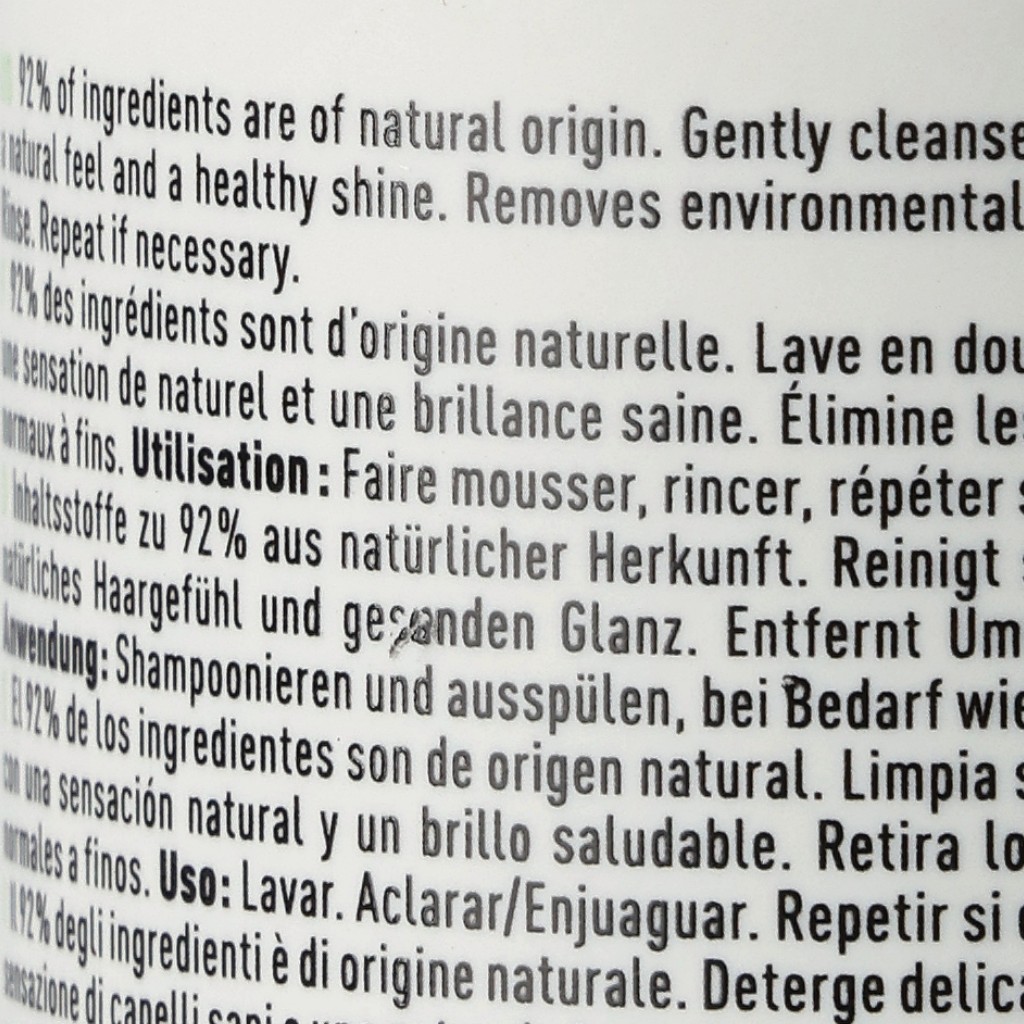 92% of ingredients are of natural origin. Gently cleanse
a natural feel and a healthy shine. Removes environmental
Rinse. Repeat if necessary.
92% des ingrédients sont d'origine naturelle. Lave en dou
une sensation de naturel et une brillance saine. Élimine les
normaux à fins. Utilisation : Faire mousser, rincer, répéter s
Inhaltsstoffe zu 92% aus natürlicher Herkunft. Reinigt
natürliches Haargefühl und gesunden Glanz. Entfernt Um
Anwendung: Shampoonieren und ausspülen, bei Bedarf wie
El 92% de los ingredientes son de origen natural. Limpia s
con una sensación natural y un brillo saludable. Retira lo
normales a finos. Uso: Lavar. Aclarar/Enjuaguar. Repetir si
Il 92% degli ingredienti è di origine naturale. Deterge delica
sensazione di capelli sani e